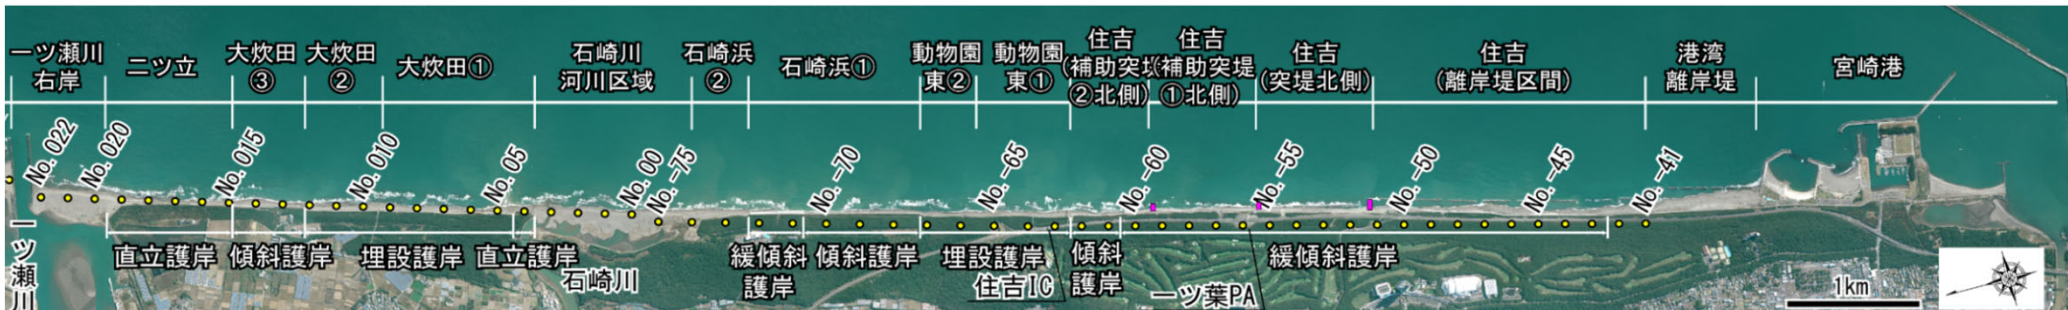 一ツ瀬川
右岸
二ツ立
大炊田
③
大炊田
②
大炊田①
石崎川
河川区域
石崎浜
②
石崎浜①
動物園
東②
動物園
東①
住吉
(補助突堤
②北側)
住吉
(補助突堤
①北側)
住吉
(突堤北側)
住吉
(離岸堤区間)
港湾
離岸堤
宮崎港
No. 022
No. 020
No. 015
No. 010
No. 05
No. 00
No. -75
No. -70
No. -65
No. -60
No. -55
No. -50
No. -45
No. -41
一ツ瀬川
直立護岸
傾斜護岸
埋設護岸
直立護岸
石崎川
緩傾斜
護岸
傾斜護岸
埋設護岸
住吉IC
傾斜
護岸
一ツ葉PA
緩傾斜護岸
1km